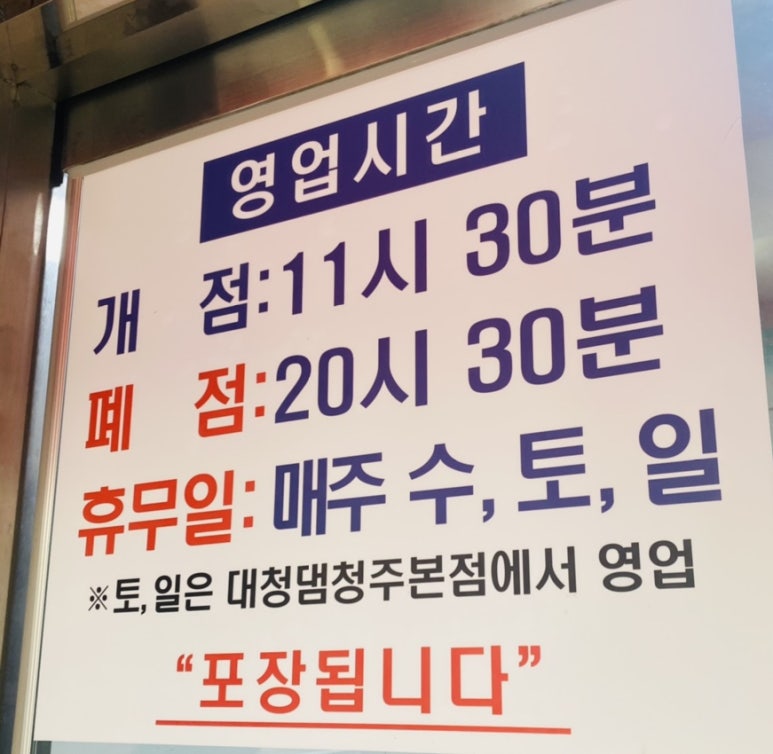 영업시간
개 점:11시 30분
폐 점:20시 30분
휴무일: 매주 수, 토, 일
※토,일은 대청댐청주본점에서 영업
“포장됩니다”